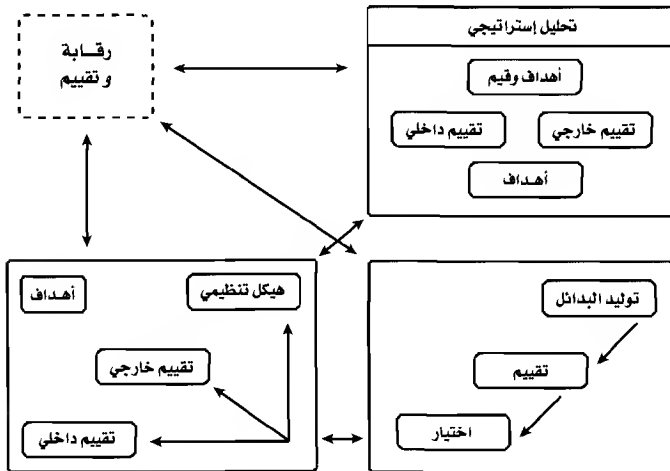 تحليل إستراتيجي
أهداف وقيم
تقييم خارجي
تقييم داخلي
أهداف
رقـابة
وتقييم
توليد البدائل
تقييم
اختيار
هيكل تنظيمي
أهداف
تقييم خارجي
تقييم داخلي